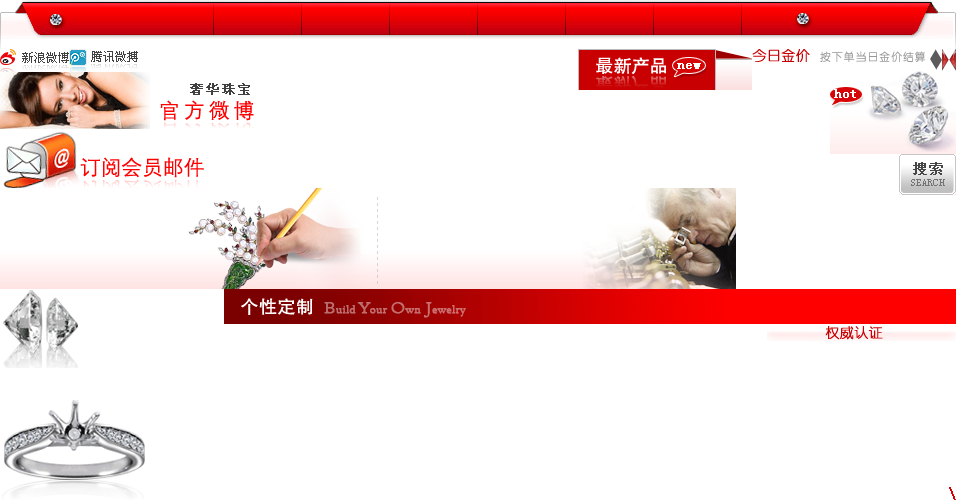 新浪微博 腾讯微搏
最新产品 new
今日金价 按下单当日金价结算
奢华珠宝
官方微博
hot
@
订阅会员邮件
搜索
SEARCH
个性定制 Build Your Own Jewelry
权威认证